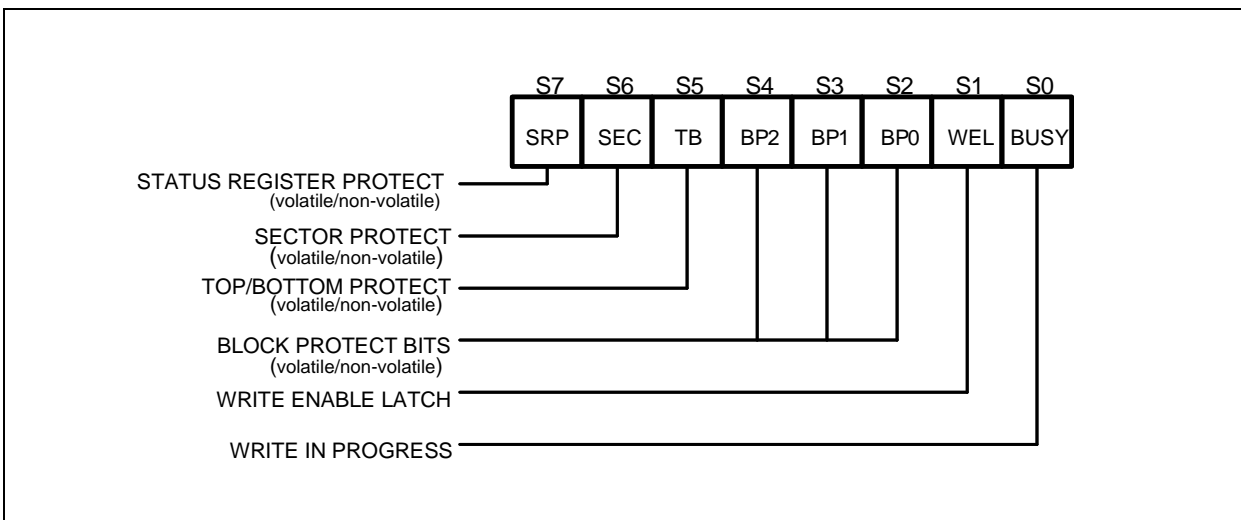 S7 S6 S5 S4 S3 S2 S1 S0
SRP SEC TB BP2 BP1 BP0 WEL BUSY
STATUS REGISTER PROTECT
(volatile/non-volatile)
SECTOR PROTECT
(volatile/non-volatile)
TOP/BOTTOM PROTECT
(volatile/non-volatile)
BLOCK PROTECT BITS
(volatile/non-volatile)
WRITE ENABLE LATCH
WRITE IN PROGRESS